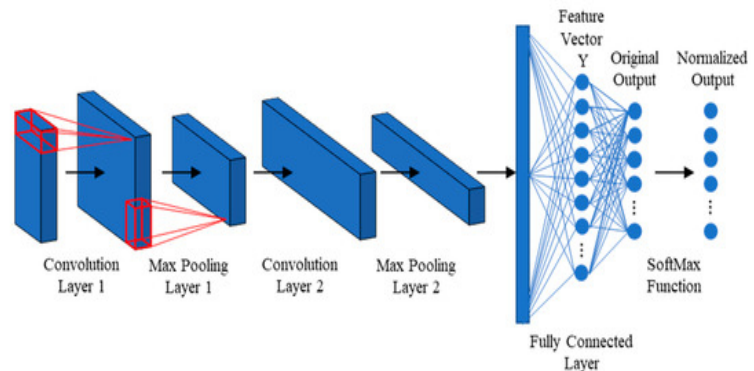 Feature
Vector
Y
Original
Output
Normalized
Output
Convolution
Layer 1
Max Pooling
Layer 1
Convolution
Layer 2
Max Pooling
Layer 2
SoftMax
Function
Fully Connected
Layer